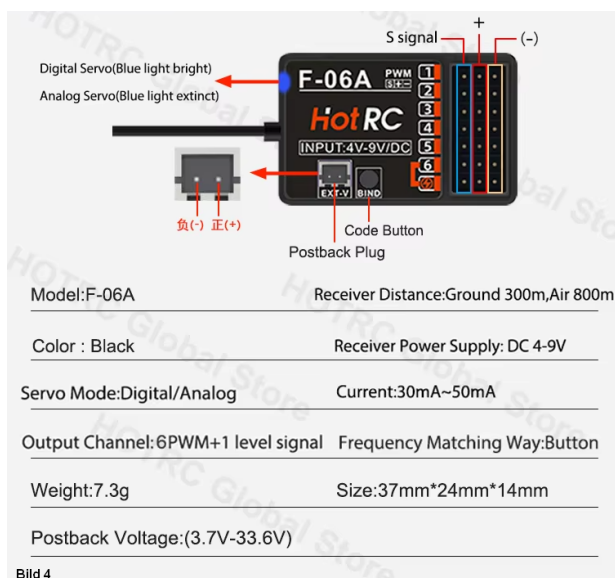 S signal
+
(-)
Digital Servo(Blue light bright)
Analog Servo(Blue light extinct)
F-06A
PWM
S+-
HotRC
INPUT:4V-9V/DC
1
2
3
4
5
6
EXT-V
BIND
负(-) 正(+)
Code Button
Postback Plug
Model:F-06A
Receiver Distance:Ground 300m,Air 800m
Color : Black
Receiver Power Supply: DC 4-9V
Servo Mode:Digital/Analog
Current:30mA~50mA
Output Channel:6PWM+1 level signal
Frequency Matching Way:Button
Weight:7.3g
Size:37mm*24mm*14mm
Postback Voltage:(3.7V-33.6V)
HOTRC Global Store
Bild 4